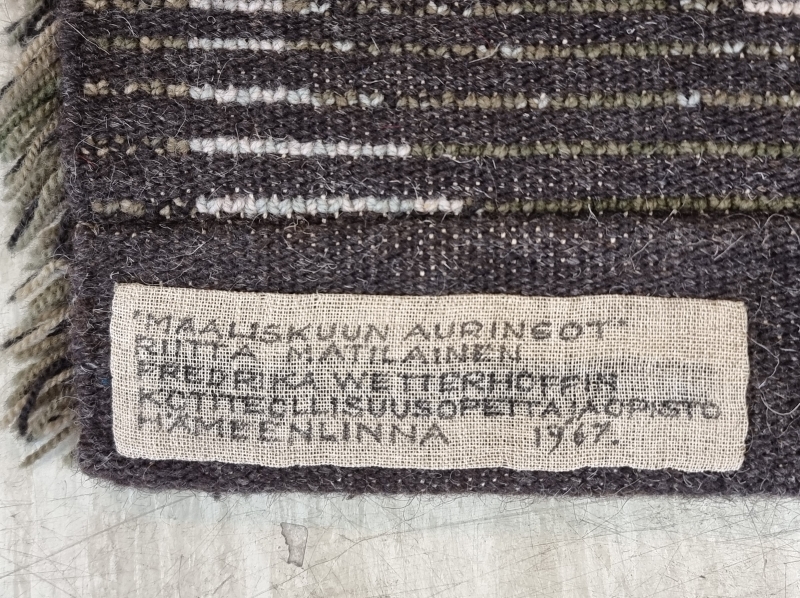 "MAALISKUUN AURINGOT"
RIITTA MATILAINEN
FREDRIKA WETTERHOFFIN
KOTITEOLLISUUSOPETTAJAOPISTO
HÄMEENLINNA 1967.